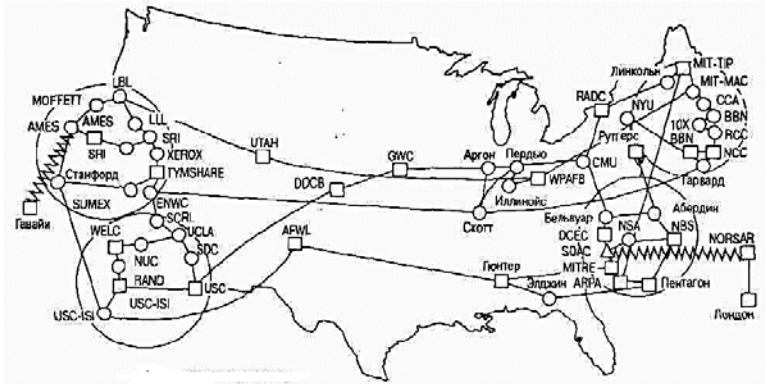 LBL
MOFFETT
AMES
AMES
LLL
SRI
SRI
XEROX
TYMSHARE
Станфорд
SUMEX
Гавайи
ENWC
SCRL
UCLA
WELC
NUC
SDC
RAND
USC-ISI
USC
USC-ISI
UTAH
DOCB
GWC
AFWL
Аргон
Пердью
CMU
WPAFB
Иллинойс
Скотт
Гюнтер
Элджин
RADC
Линкольн
NYU
MIT-TIP
MIT-MAC
CCA
BBN
10X
RCC
BBN
NCC
Гарвард
Рутгерс
Бельвуар
Абердин
DCEC
NSA
NBS
SDAC
MITRE
ARPA
Пентагон
NORSAR
Лондон